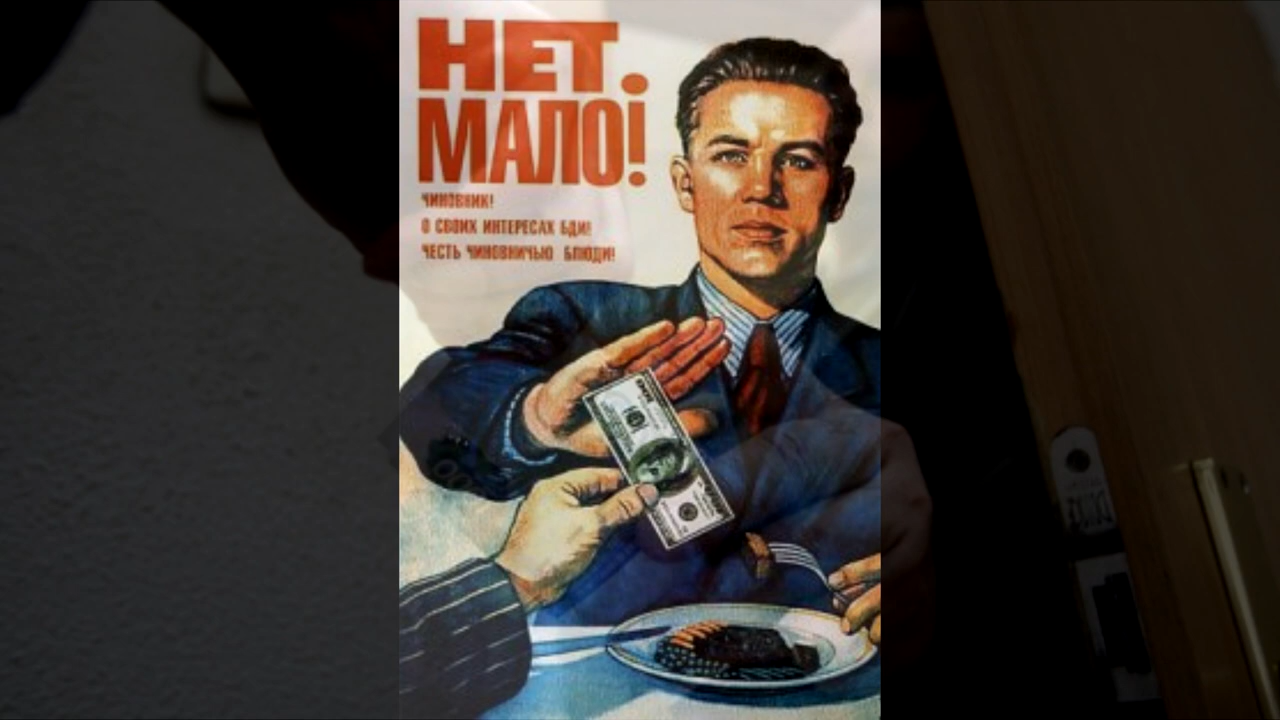 НЕТ.
МАЛО!
ЧИНОВНИК!
О СВОИХ ИНТЕРЕСАХ БДИ!
ЧЕСТЬ ЧИНОВНИЧЬЮ БЛЮДИ!